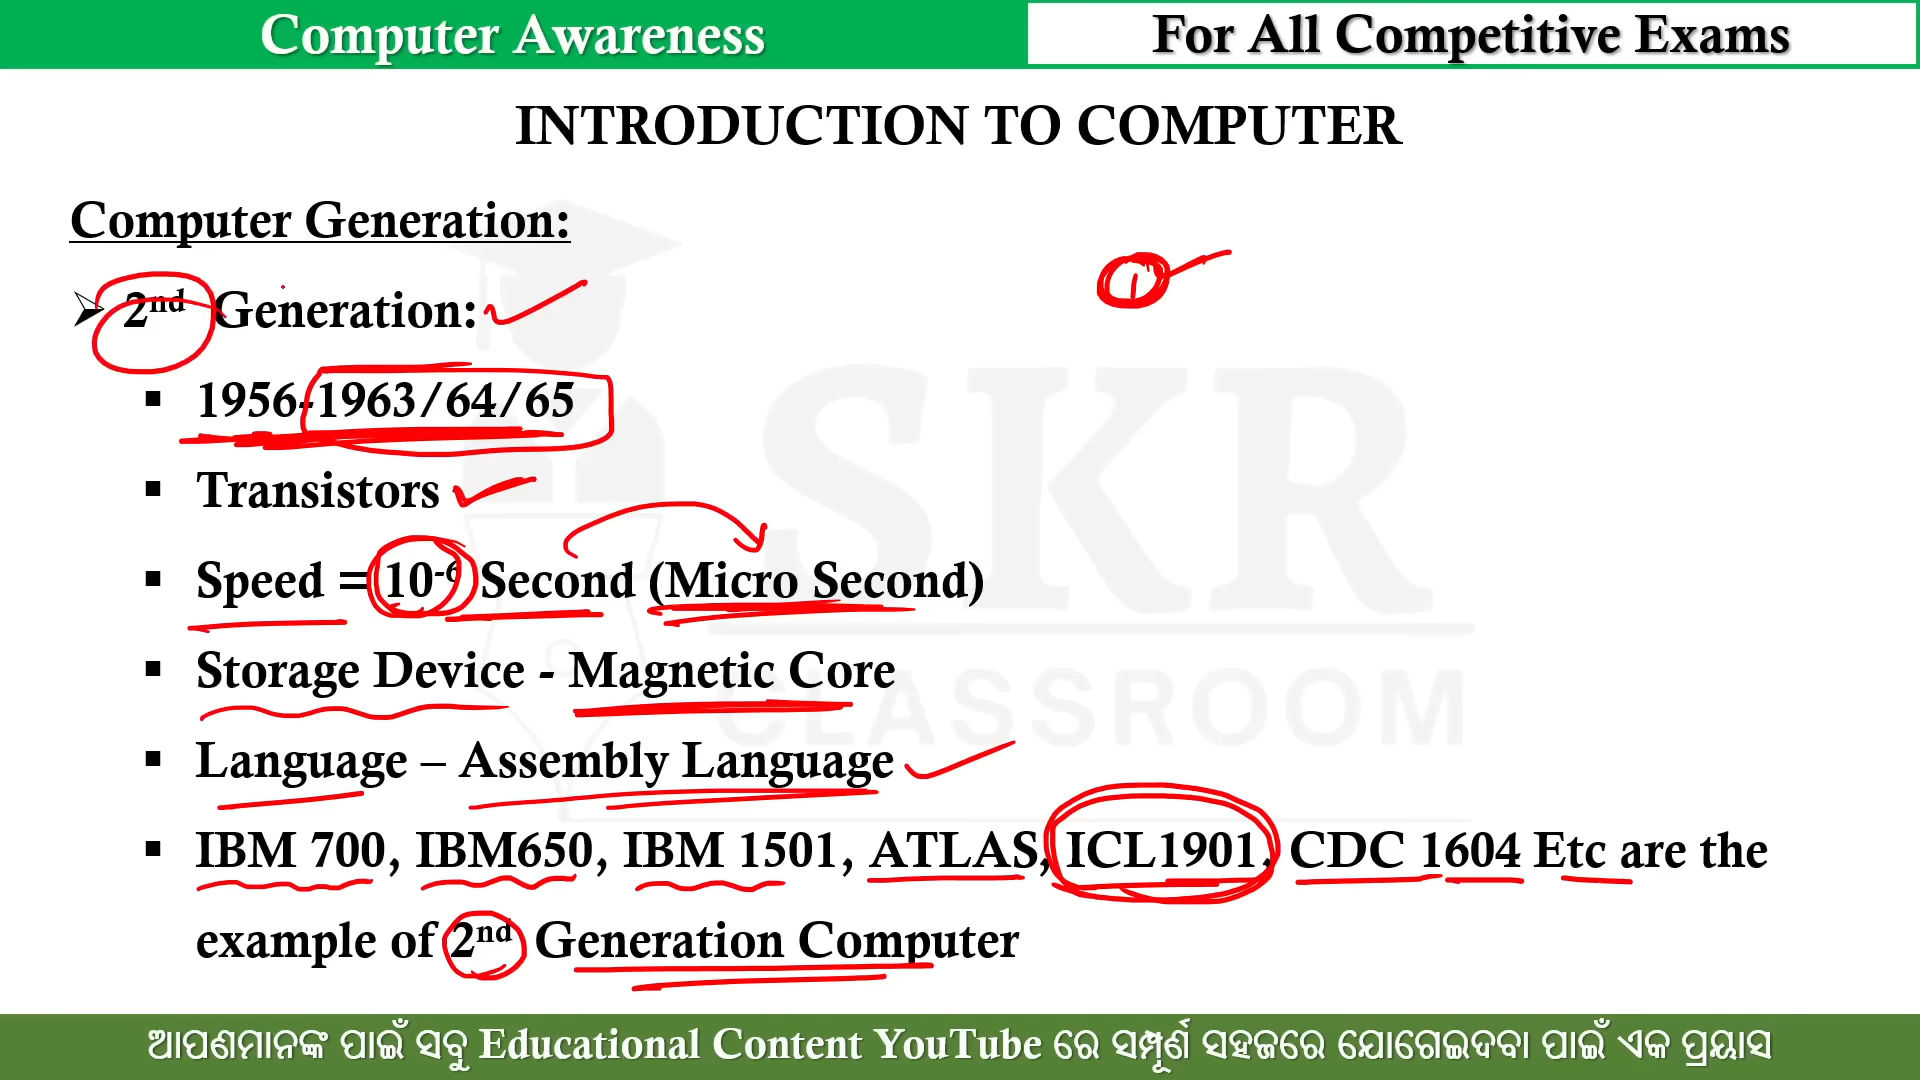 Computer Awareness
For All Competitive Exams
INTRODUCTION TO COMPUTER
Computer Generation:
➢ 2nd Generation:
▪ 1956-1963/64/65
▪ Transistors
▪ Speed = 10-6 Second (Micro Second)
▪ Storage Device - Magnetic Core
▪ Language – Assembly Language
▪ IBM 700, IBM650, IBM 1501, ATLAS, ICL1901, CDC 1604 Etc are the
example of 2nd Generation Computer
1
SKR
CLASSROOM
ଆପଣମାନଙ୍କ ପାଇଁ ସବୁ Educational Content YouTube ରେ ସମ୍ପୂର୍ଣ ସହଜରେ ଯୋଗେଇଦବା ପାଇଁ ଏକ ପ୍ରୟାସ